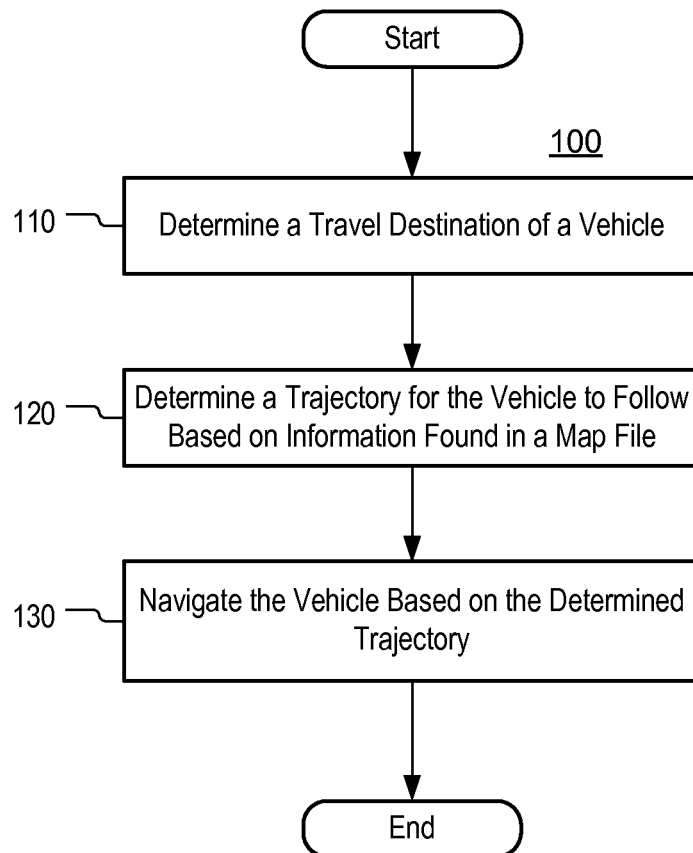 Start
100
110
Determine a Travel Destination of a Vehicle
120
Determine a Trajectory for the Vehicle to Follow
Based on Information Found in a Map File
130
Navigate the Vehicle Based on the Determined
Trajectory
End